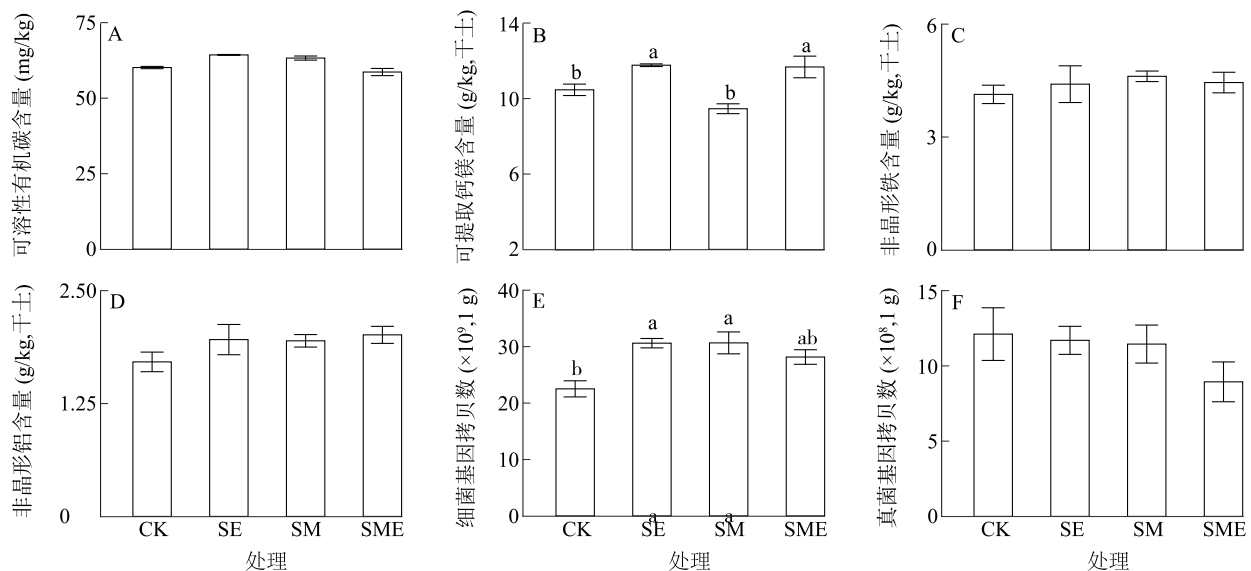 可溶性有机碳含量 (mg/kg)
75
50
25
0
A
可提取钙镁含量 (g/kg,干土)
14
10
6
2
B
b
a
b
a
非晶形铁含量 (g/kg,干土)
6
3
0
C
非晶形铝含量 (g/kg,干土)
2.50
1.25
0
D
CK SE SM SME
处理
细菌基因拷贝数 (×10⁹,1 g)
40
30
20
10
0
E
b
a
a
ab
a a
CK SE SM SME
处理
真菌基因拷贝数 (×10⁸,1 g)
15
10
5
0
F
CK SE SM SME
处理